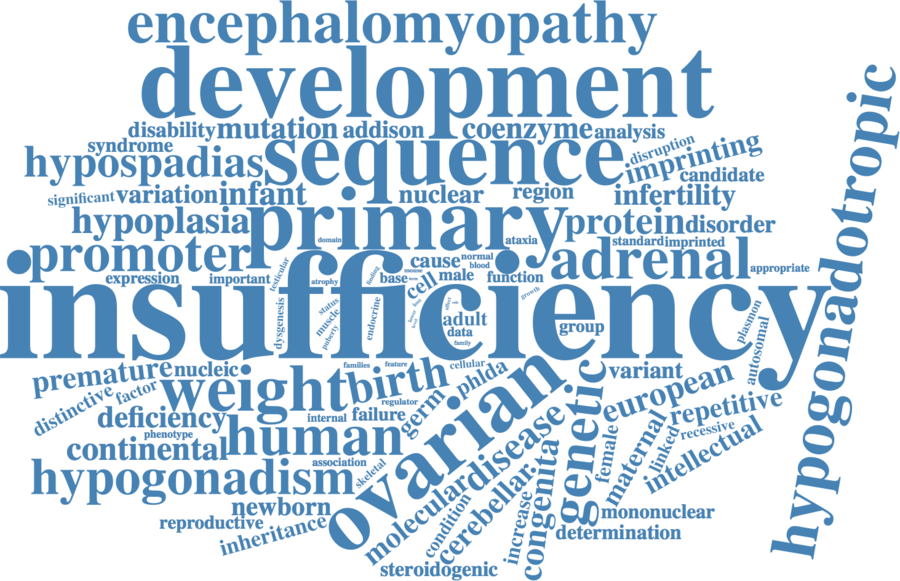 encephalomyopathy
development
disability mutation addison coenzyme analysis
syndrome
hypospadias sequence disruption imprinting
candidate
significant variation infant nuclear region infertility
hypoplasia primary protein disorder
domain ataxia standard imprinted
promoter cause normal adrenal appropriate
blood
expression important testicular atrophy base cell male function
insufficiency
dysgenesis status muscle puberty endocrine adult data family group growth
plasmon autosomal
hypogonadotropic
premature nucleic families feature cellular variant
distinctive factor weight birth phlda european
deficiency internal regulator failure germ repetitive
phenotype
continental human ovarian genetic female maternal linked recessive
hypogonadism association skeletal disease intellectual
newborn molecular condition cerebellar increase congenita mononuclear
reproductive inheritance determination
steroidogenic